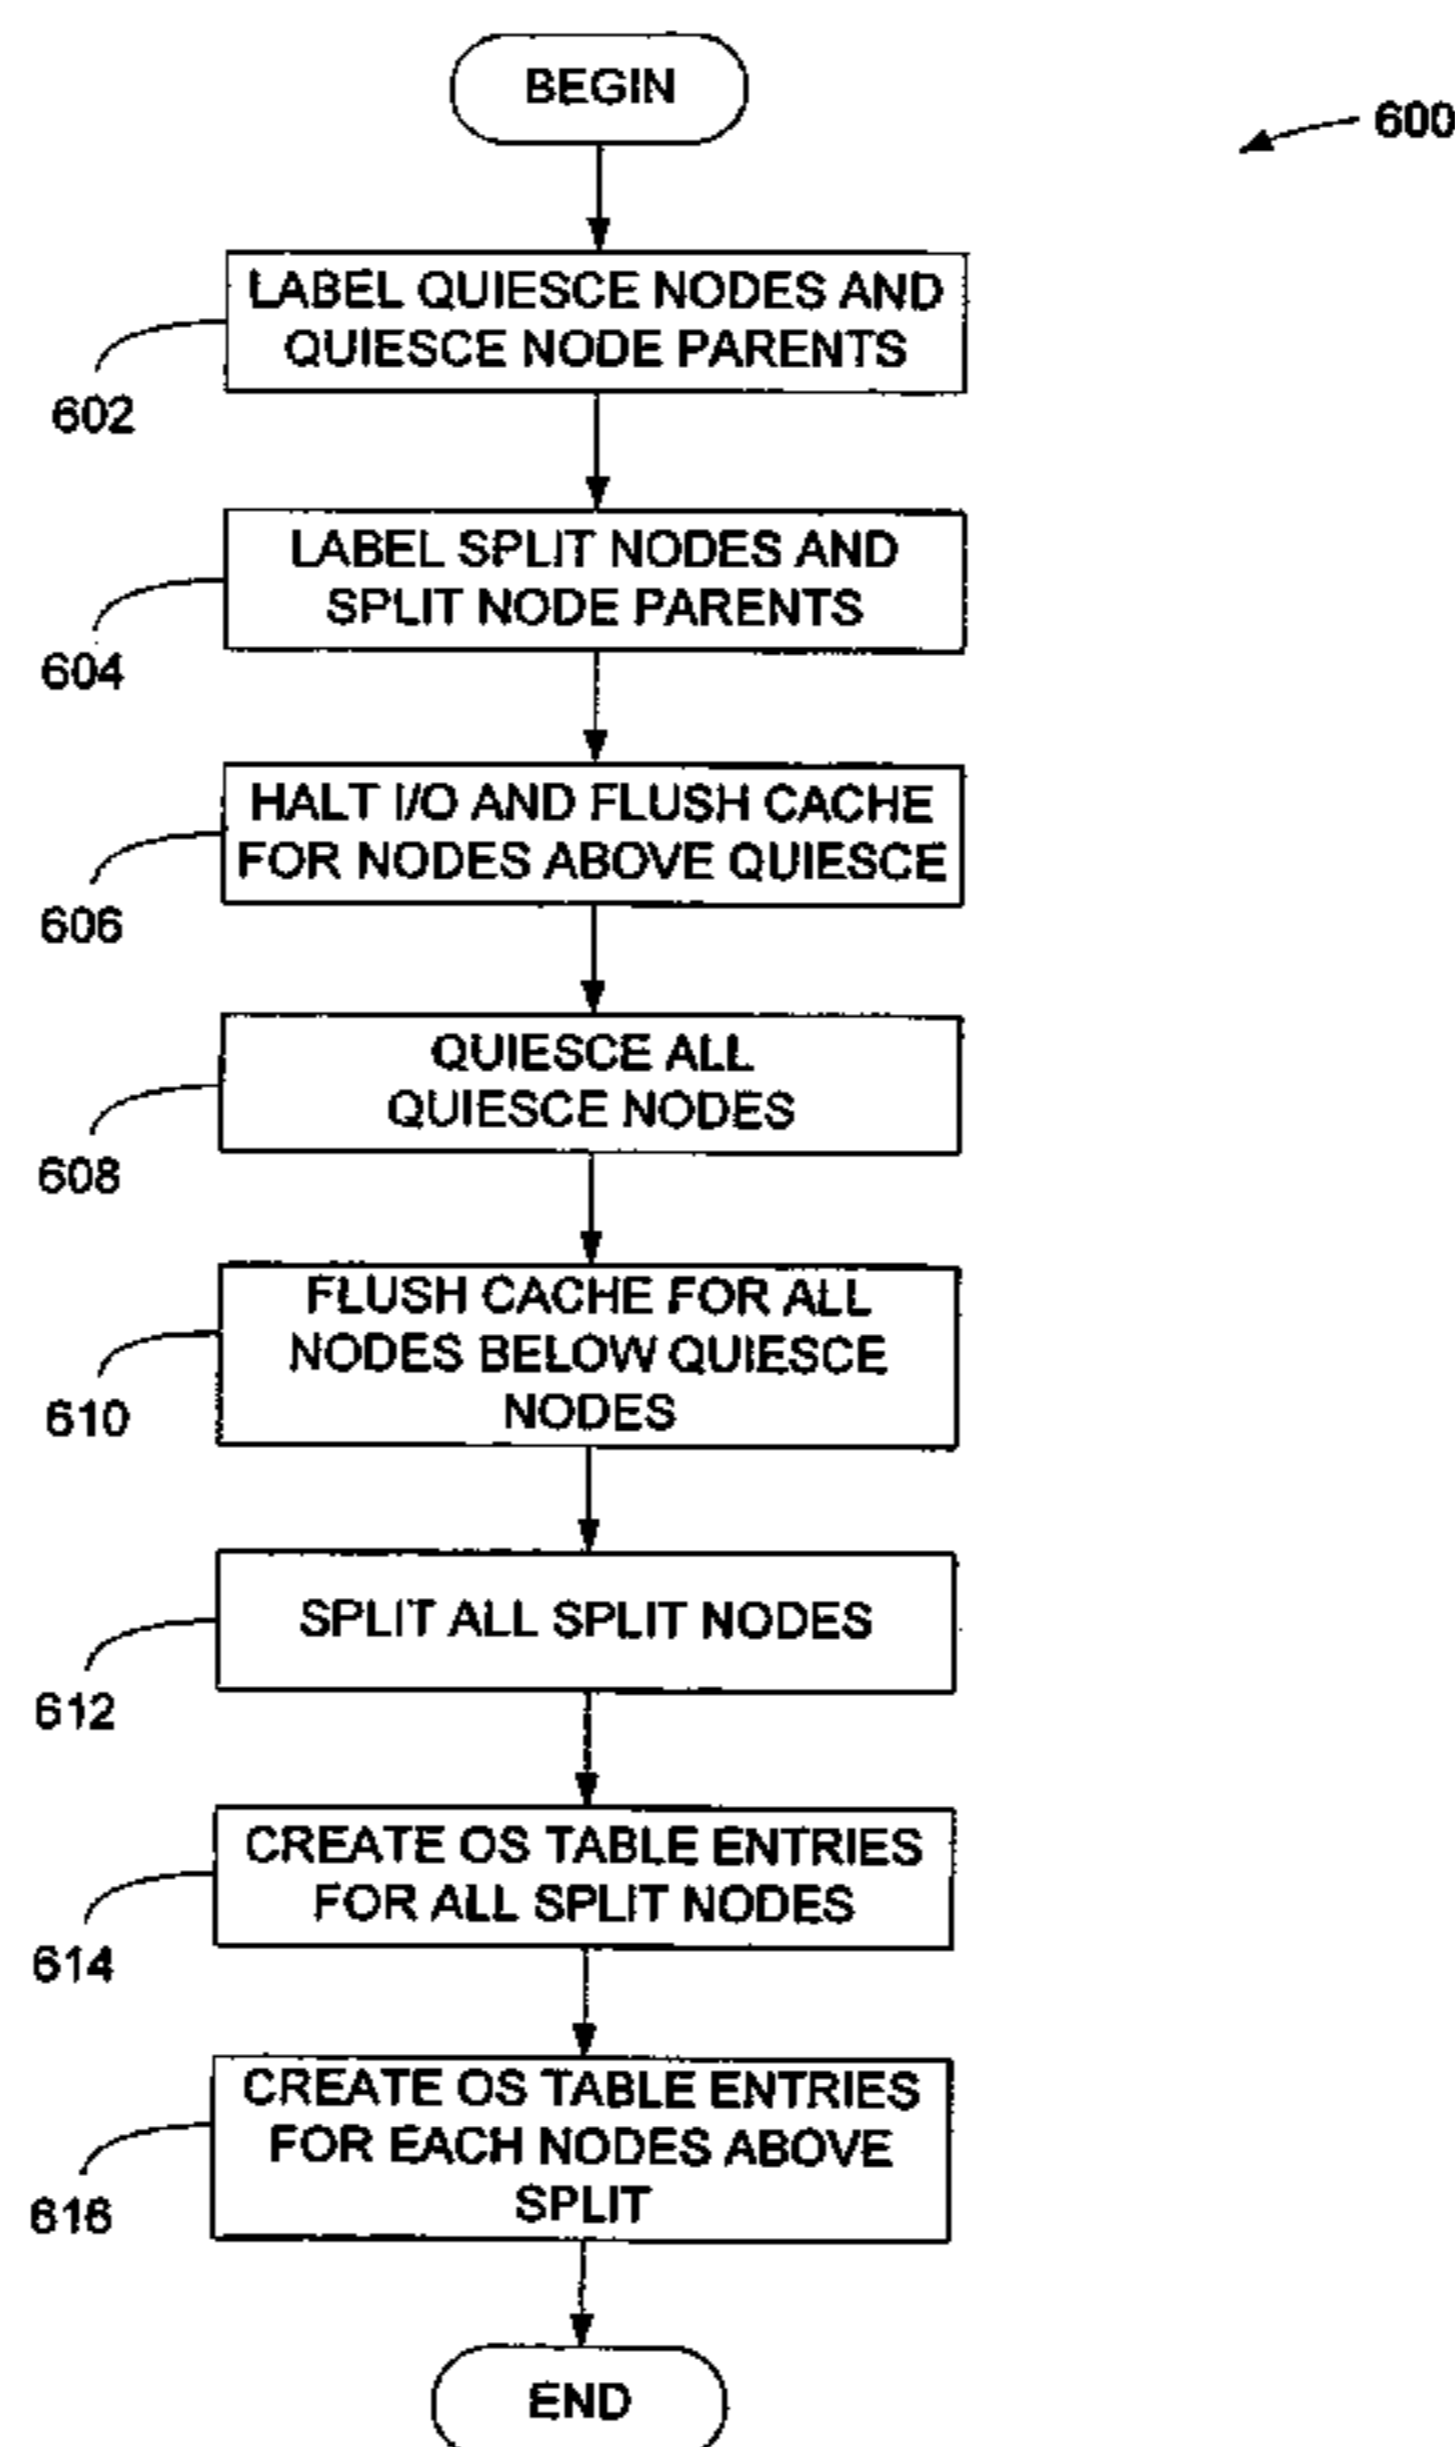 BEGIN
600
LABEL QUIESCE NODES AND
QUIESCE NODE PARENTS
602
LABEL SPLIT NODES AND
SPLIT NODE PARENTS
604
HALT I/O AND FLUSH CACHE
FOR NODES ABOVE QUIESCE
606
QUIESCE ALL
QUIESCE NODES
608
FLUSH CACHE FOR ALL
NODES BELOW QUIESCE
NODES
610
SPLIT ALL SPLIT NODES
612
CREATE OS TABLE ENTRIES
FOR ALL SPLIT NODES
614
CREATE OS TABLE ENTRIES
FOR EACH NODES ABOVE
SPLIT
616
END